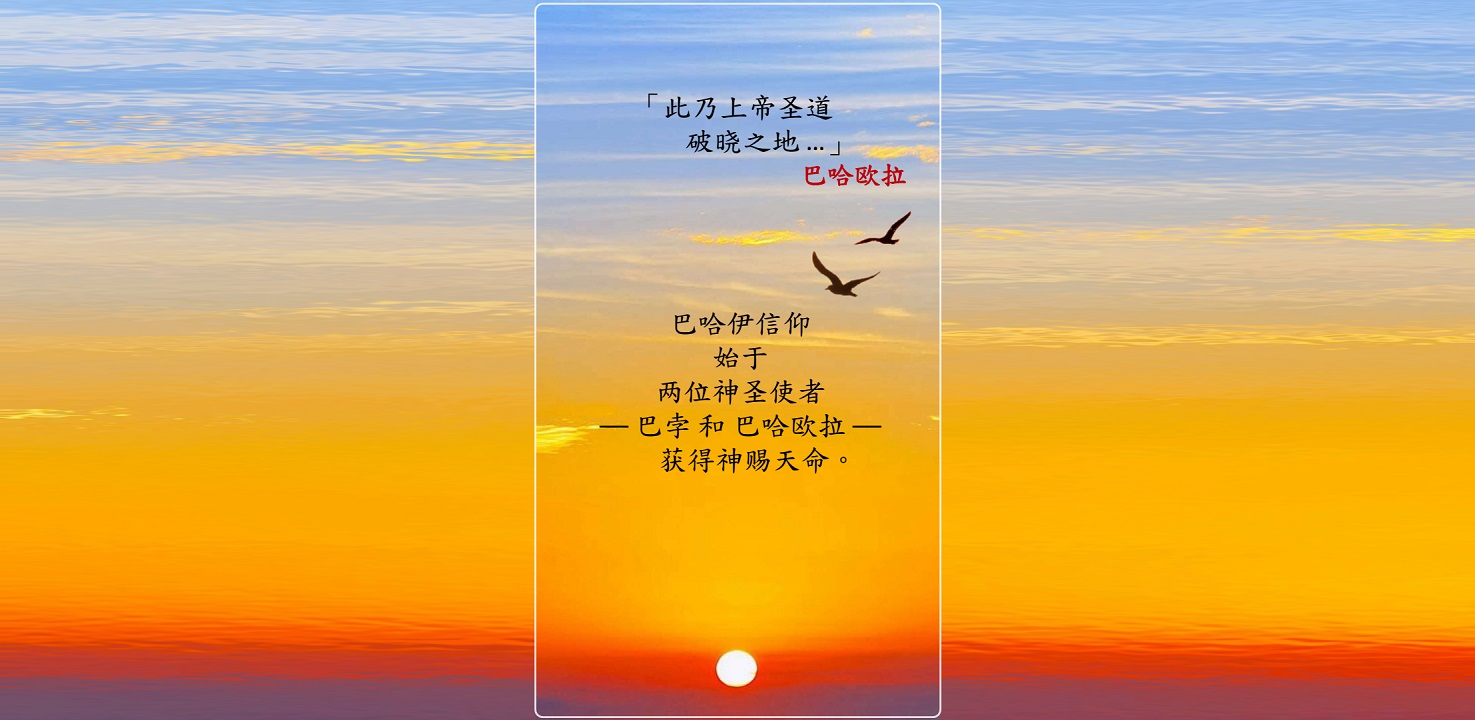 「此乃上帝圣道
破晓之地...」
巴哈欧拉
巴哈伊信仰
始于
两位神圣使者
— 巴孛 和 巴哈欧拉 —
获得神赐天命。